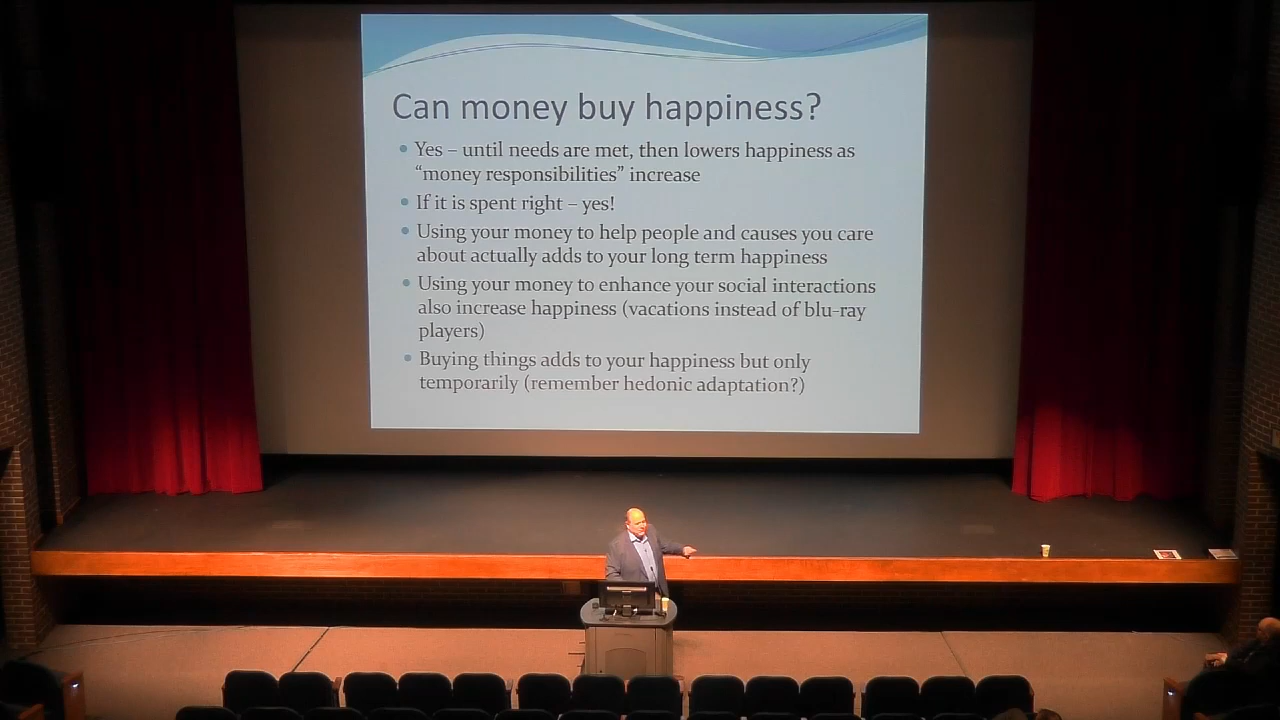 Can money buy happiness?
• Yes – until needs are met, then lowers happiness as
“money responsibilities” increase
• If it is spent right – yes!
• Using your money to help people and causes you care
about actually adds to your long term happiness
• Using your money to enhance your social interactions
also increase happiness (vacations instead of blu-ray
players)
• Buying things adds to your happiness but only
temporarily (remember hedonic adaptation?)